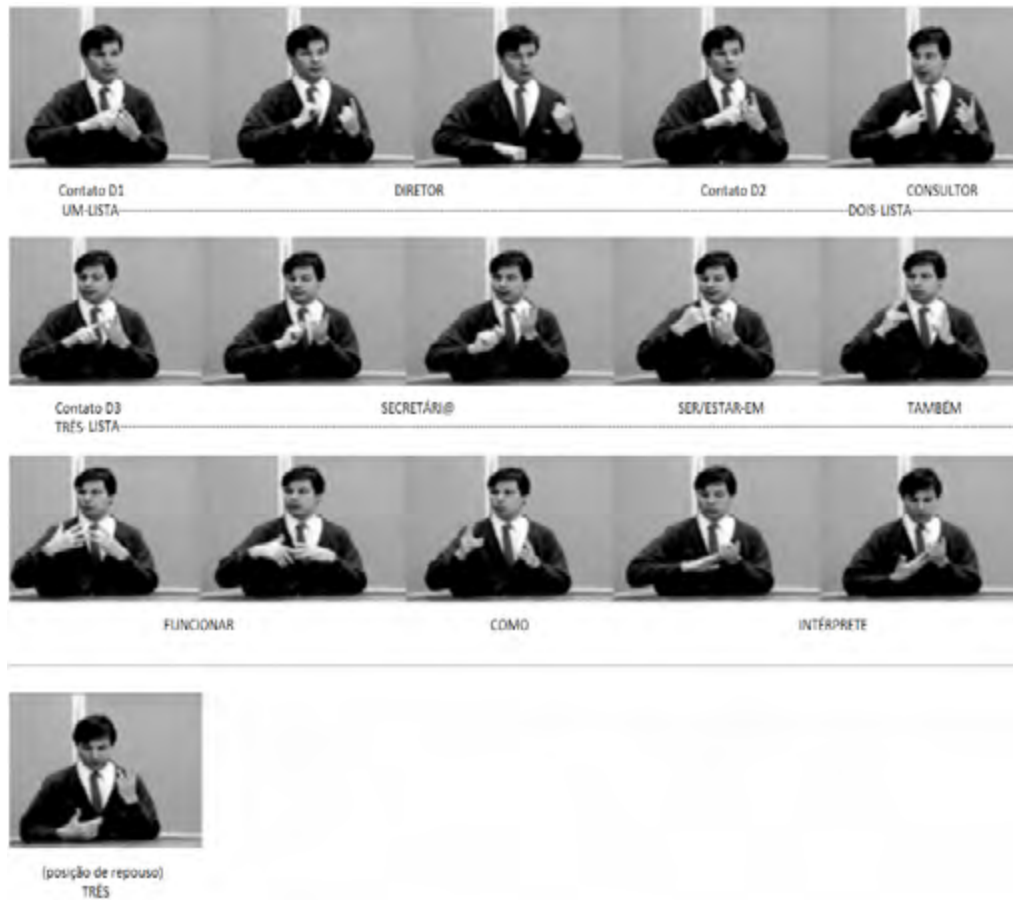 Contato D1 DIRETOR Contato D2 CONSULTOR
UM-LISTA DOIS-LISTA
Contato D3 SECRETÁRI@ SER/ESTAR-EM TAMBÉM
TRÊS-LISTA
FUNCIONAR COMO INTÉRPRETE
(posição de repouso)
TRÊS